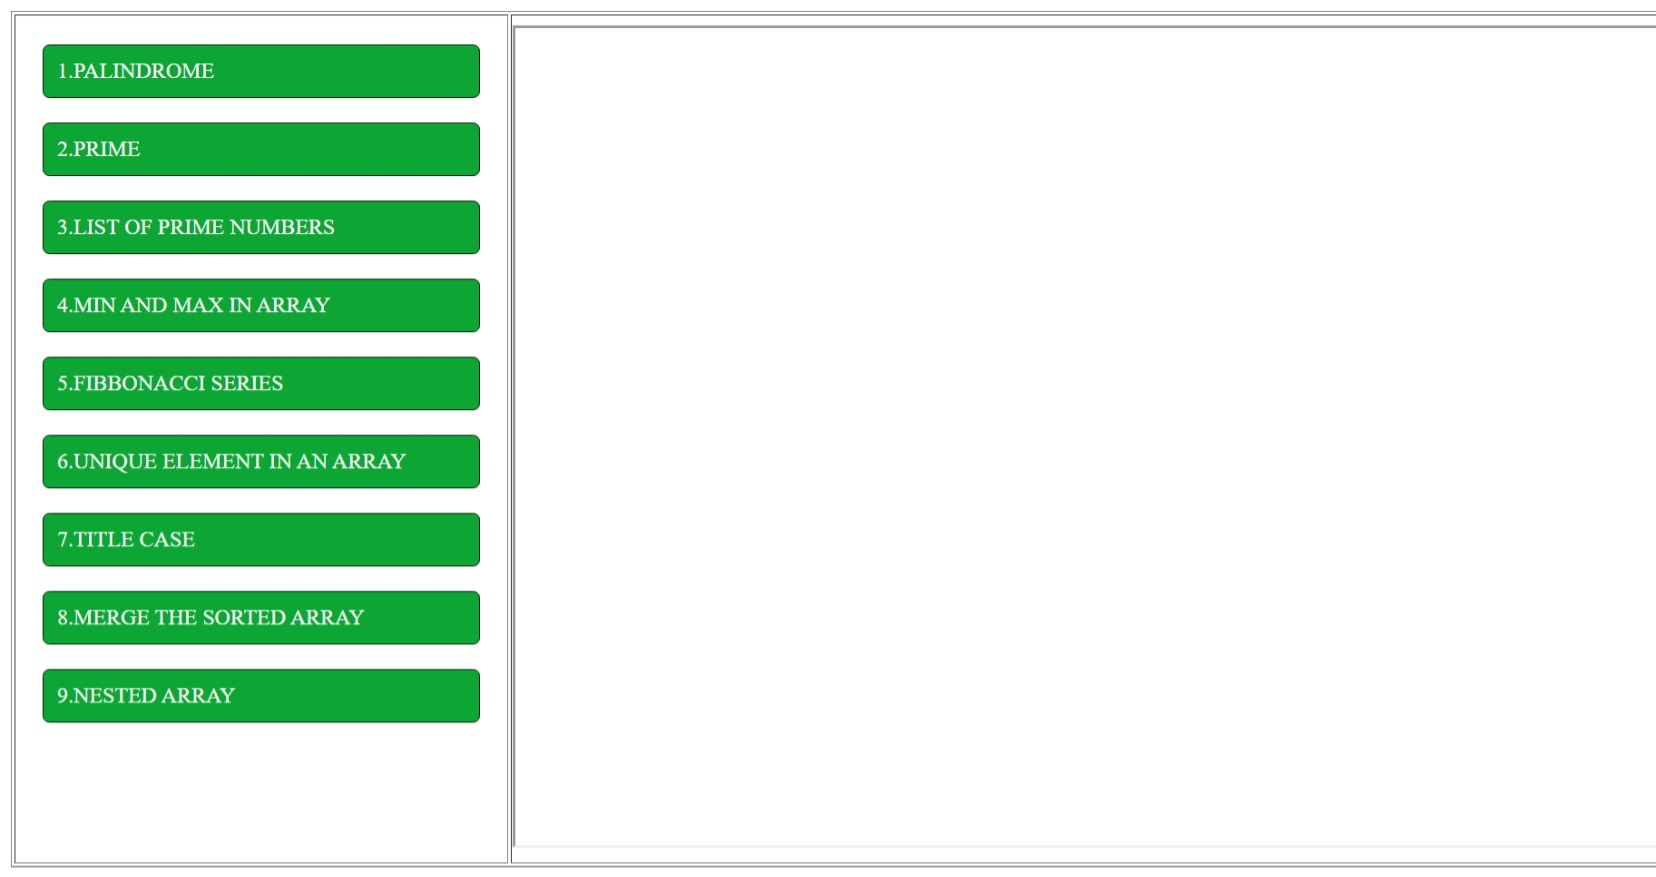 1.PALINDROME
2.PRIME
3.LIST OF PRIME NUMBERS
4.MIN AND MAX IN ARRAY
5.FIBBONACCI SERIES
6.UNIQUE ELEMENT IN AN ARRAY
7.TITLE CASE
8.MERGE THE SORTED ARRAY
9.NESTED ARRAY